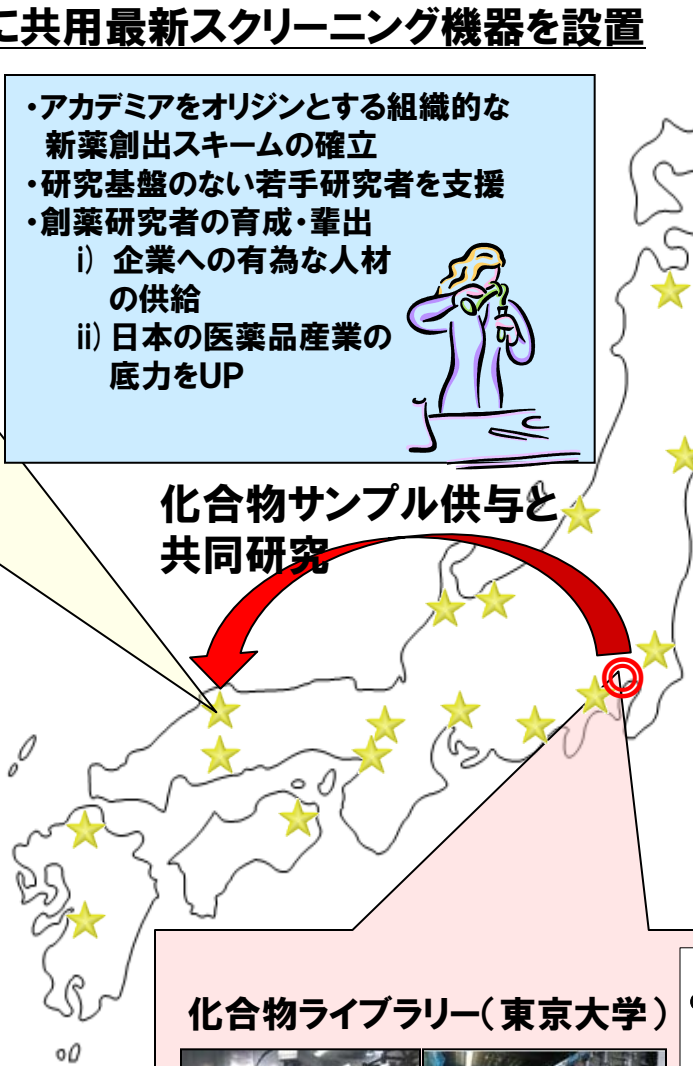 に共用最新スクリーニング機器を設置
・アカデミアをオリジンとする組織的な
新薬創出スキームの確立
・研究基盤のない若手研究者を支援
・創薬研究者の育成・輩出
i) 企業への有為な人材
の供給
ii) 日本の医薬品産業の
底力をUP
化合物サンプル供与と
共同研究
化合物ライブラリー(東京大学)